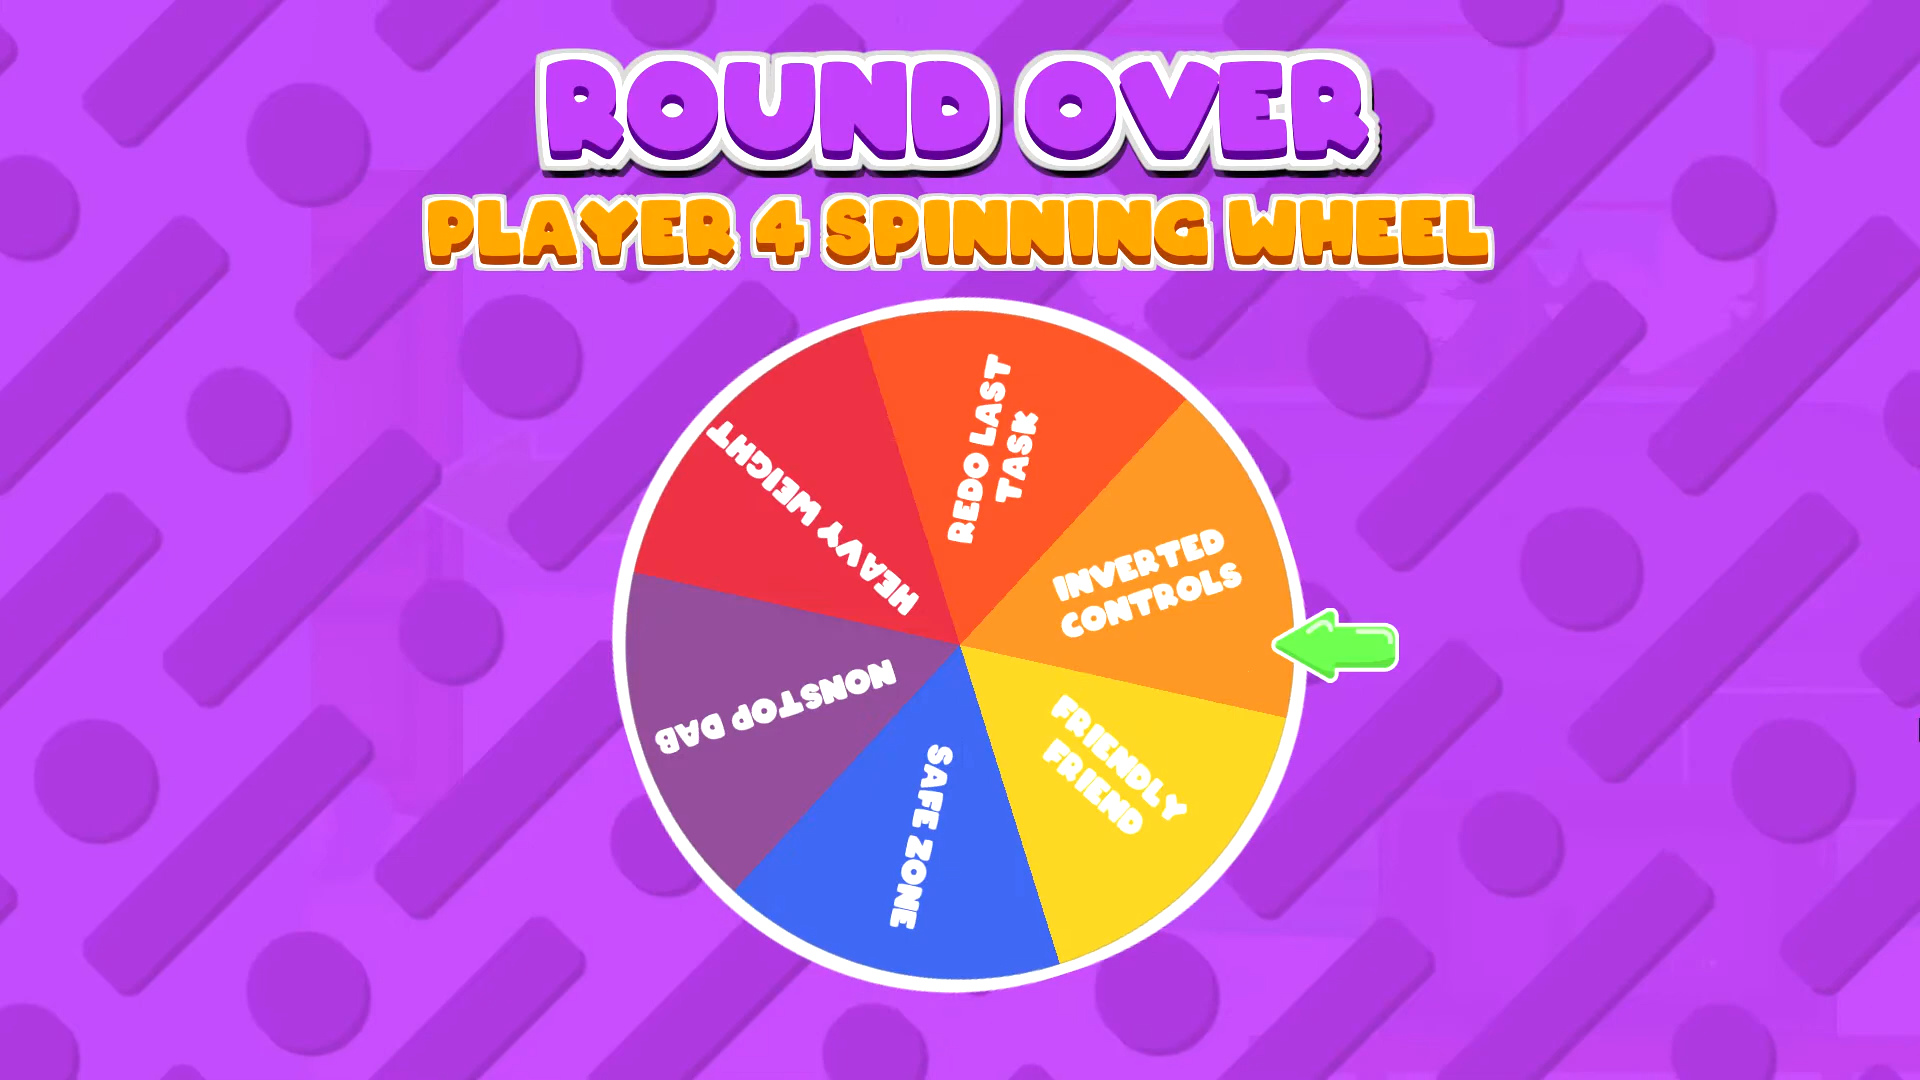 ROUND OVER
PLAYER 4 SPINNING WHEEL
REDO LAST
TASK
HEAVY WEIGHT
INVERTED
CONTROLS
NONSTOP DAB
FRIENDLY
FRIEND
SAFE ZONE